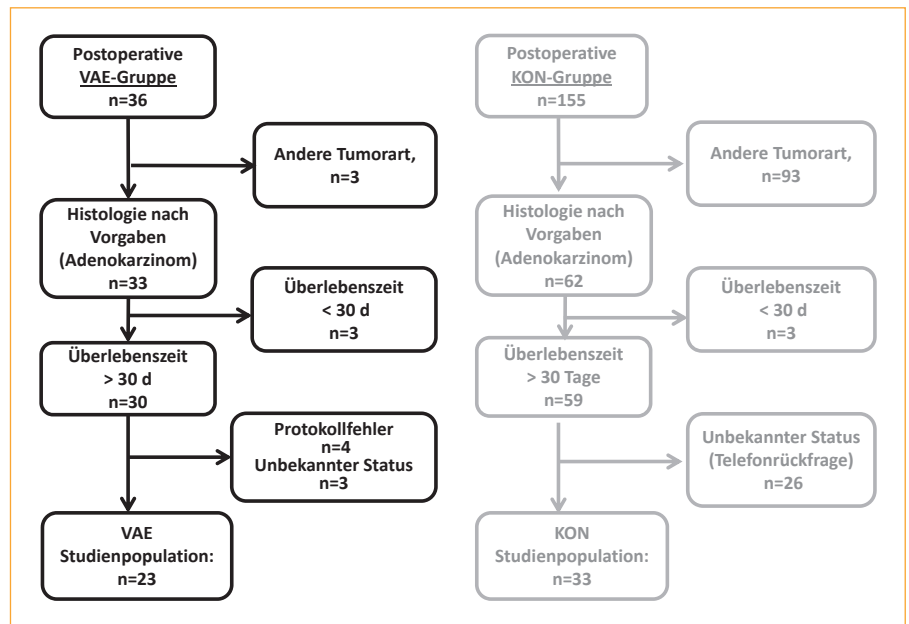 Postoperative
VAE-Gruppe
n=36
Andere Tumorart,
n=3
Histologie nach
Vorgaben
(Adenokarzinom)
n=33
Überlebenszeit
< 30 d
n=3
Überlebenszeit
> 30 d
n=30
Protokollfehler
n=4
Unbekannter Status
n=3
VAE
Studienpopulation:
n=23
Postoperative
KON-Gruppe
n=155
Andere Tumorart,
n=93
Histologie nach
Vorgaben
(Adenokarzinom)
n=62
Überlebenszeit
< 30 d
n=3
Überlebenszeit
> 30 Tage
n=59
Unbekannter Status
(Telefonrückfrage)
n=26
KON
Studienpopulation:
n=33